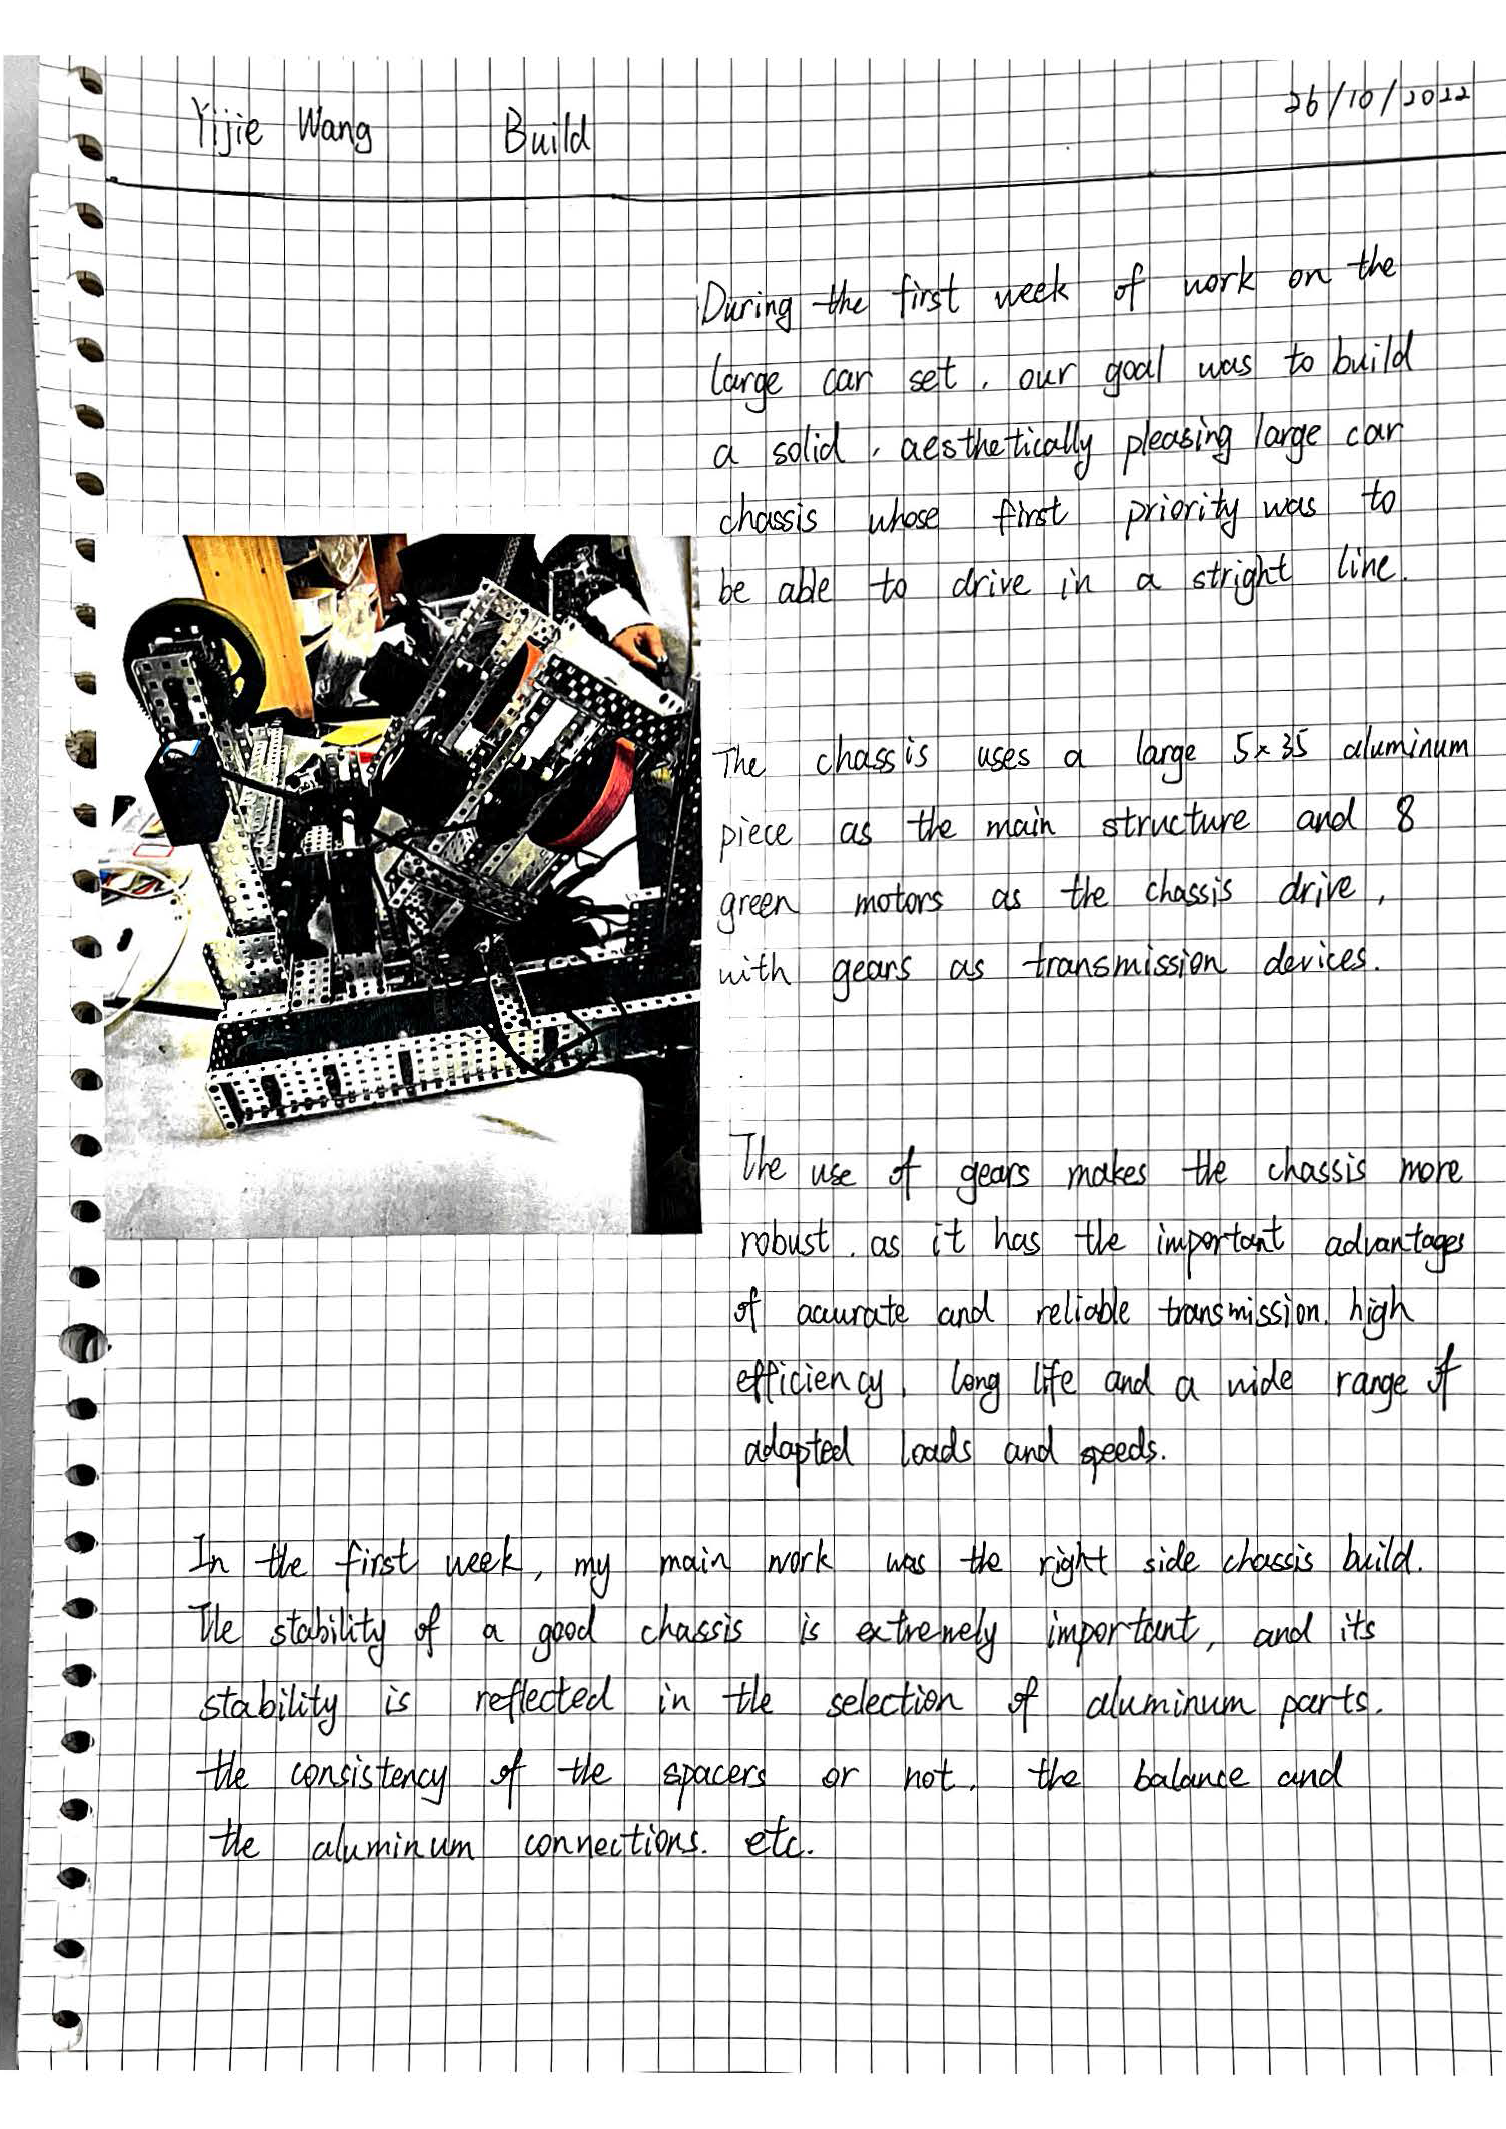 Yijie Wang Build 26/10/2022
During the first week of work on the
large car set, our goal was to build
a solid, aesthetically pleasing large car
chassis whose first priority was to
be able to drive in a stright line.
The chassis uses a large 5×35 aluminum
piece as the main structure and 8
green motors as the chassis drive,
with gears as transmission devices.
The use of gears makes the chassis more
robust, as it has the important advantages
of accurate and reliable transmission, high
efficiency, long life and a wide range of
adapted loads and speeds.
In the first week, my main work was the right side chassis build.
The stability of a good chassis is extremely important, and its
stability is reflected in the selection of aluminum parts.
the consistency of the spacers or not, the balance and
the aluminum connections. etc.